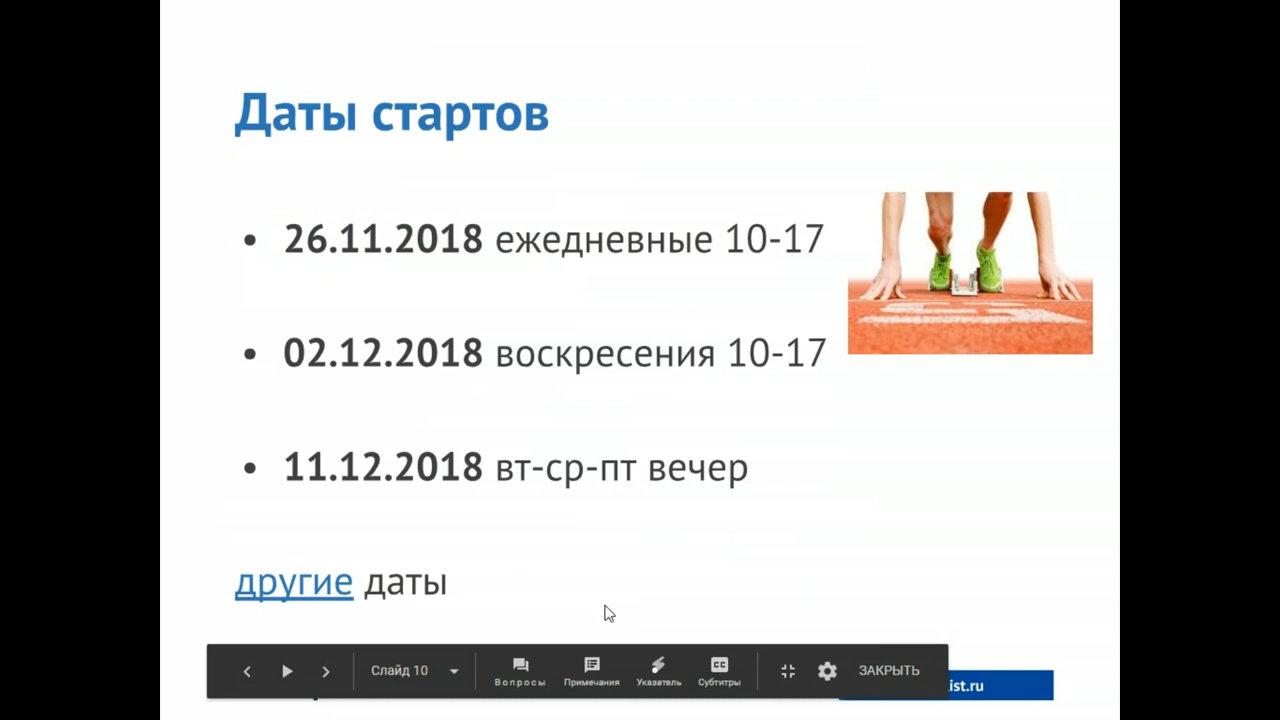 Даты стартов
• 26.11.2018 ежедневные 10-17
• 02.12.2018 воскресения 10-17
• 11.12.2018 вт-ср-пт вечер
другие даты
Слайд 10
Вопросы
Примечания
Указатель
CC
Субтитры
ЗАКРЫТЬ
ist.ru